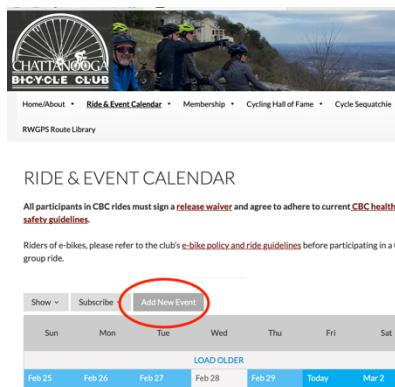 CHATTANOOGA
BICYCLE CLUB
Home/About Ride & Event Calendar Membership Cycling Hall of Fame Cycle Sequatchie
RWGPS Route Library
RIDE & EVENT CALENDAR
All participants in CBC rides must sign a release waiver and agree to adhere to current CBC health
safety guidelines.
Riders of e-bikes, please refer to the club's e-bike policy and ride guidelines before participating in a
group ride.
Show Subscribe Add New Event
Sun Mon Tue Wed Thu Fri Sat
LOAD OLDER
Feb 25 Feb 26 Feb 27 Feb 28 Feb 29 Today Mar 2